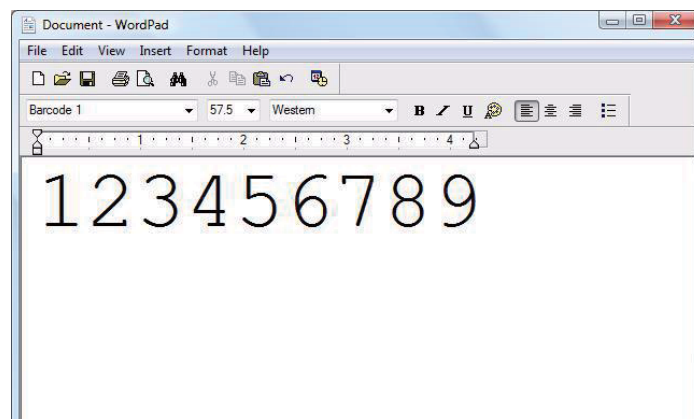 Document - WordPad
File Edit View Insert Format Help
Barcode 1 57.5 Western B I U
1 2 3 4
123456789